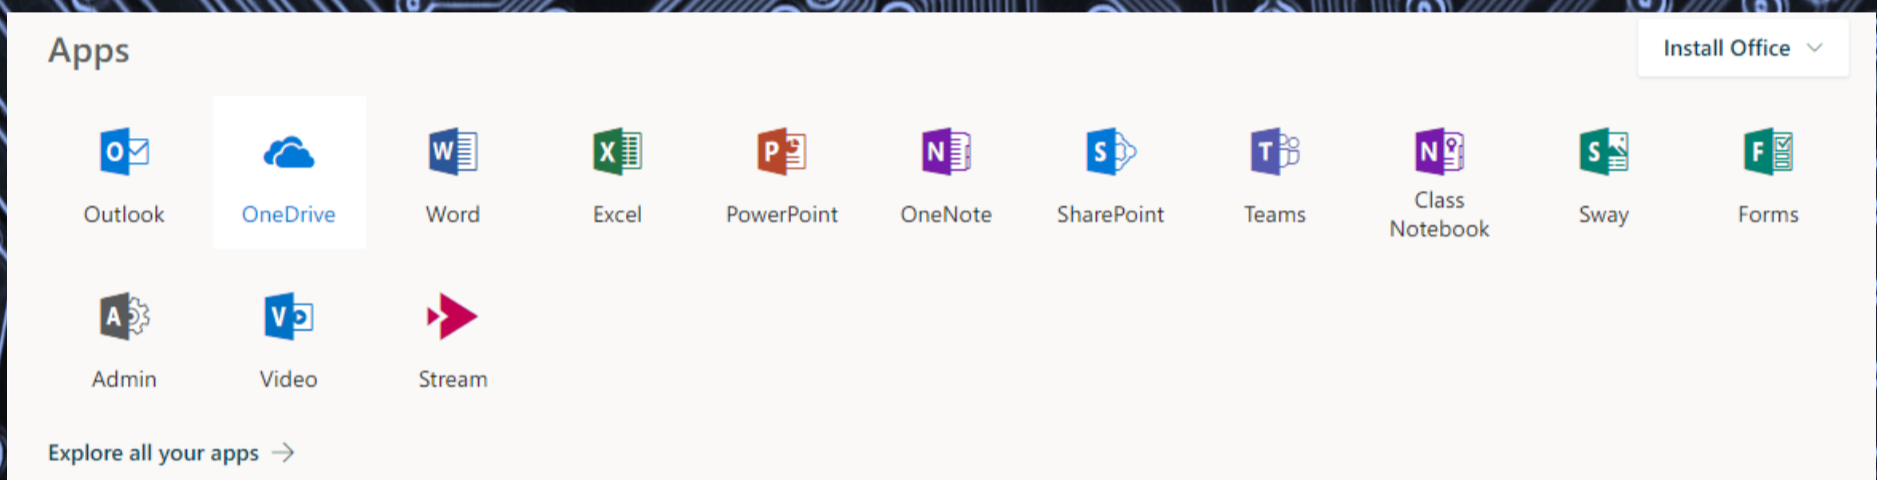 Apps
Install Office
O
W
X
P
N
S
T
N
S
F
Outlook
OneDrive
Word
Excel
PowerPoint
OneNote
SharePoint
Teams
Class
Notebook
Sway
Forms
A
V
Admin
Video
Stream
Explore all your apps